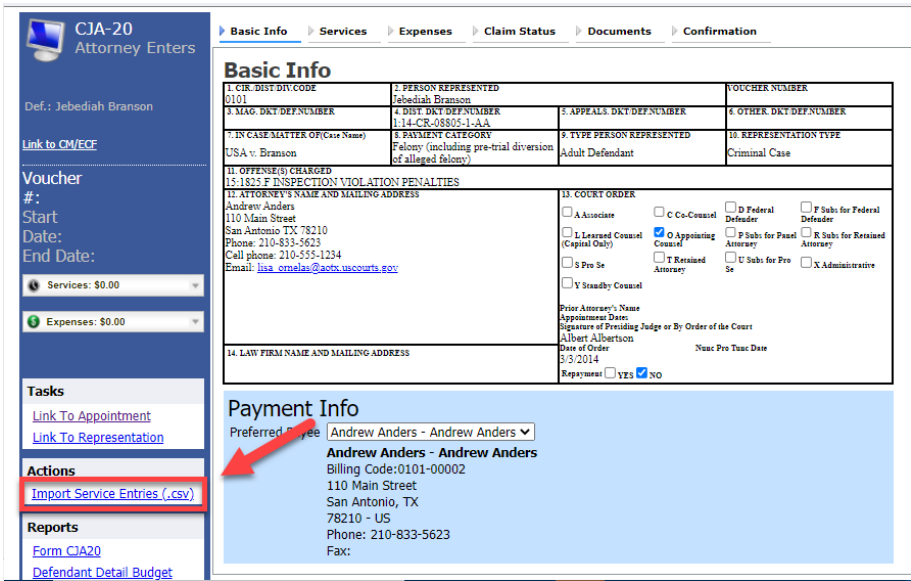 CJA-20
Attorney Enters
Def.: Jebediah Branson
Link to CM/ECF
Voucher
#:
Start
Date:
End Date:
Services: $0.00
Expenses: $0.00
Tasks
Link To Appointment
Link To Representation
Actions
Import Service Entries (.csv)
Reports
Form CJA20
Defendant Detail Budget
Basic Info Services Expenses Claim Status Documents Confirmation
Basic Info
1. CIR./DIST/DIV.CODE 2. PERSON REPRESENTED VOUCHER NUMBER
0101 Jebediah Branson
3. MAG. DKT/DEF.NUMBER 4. DIST. DKT/DEF.NUMBER 5. APPEALS. DKT/DEF.NUMBER 6. OTHER. DKT/DEF.NUMBER
1:14-CR-08805-1-AA
7. IN CASE/MATTER OF(Case Name) 8. PAYMENT CATEGORY 9. TYPE PERSON REPRESENTED 10. REPRESENTATION TYPE
USA v. Branson Felony (including pre-trial diversion of alleged felony) Adult Defendant Criminal Case
11. OFFENSE(S) CHARGED
15:1825.F INSPECTION VIOLATION PENALTIES
12. ATTORNEY'S NAME AND MAILING ADDRESS
Andrew Anders
110 Main Street
San Antonio TX 78210
Phone: 210-833-5623
Cell phone: 210-555-1234
Email: lisa_ornelas@aotx.uscourts.gov
14. LAW FIRM NAME AND MAILING ADDRESS
13. COURT ORDER
A Associate C Co-Counsel D Federal Defender F Subs for Federal Defender
L Learned Counsel (Capital Only) O Appointing Counsel P Subs for Panel Attorney R Subs for Retained Attorney
S Pro Se T Retained Attorney U Subs for Pro Se X Administrative
Y Standby Counsel
Prior Attorney's Name
Appointment Dates
Signature of Presiding Judge or By Order of the Court
Albert Albertson
Date of Order Nunc Pro Tunc Date
3/3/2014
Repayment YES NO
Payment Info
Preferred Andrew Anders - Andrew Anders
Andrew Anders - Andrew Anders
Billing Code:0101-00002
110 Main Street
San Antonio, TX
78210 - US
Phone: 210-833-5623
Fax: